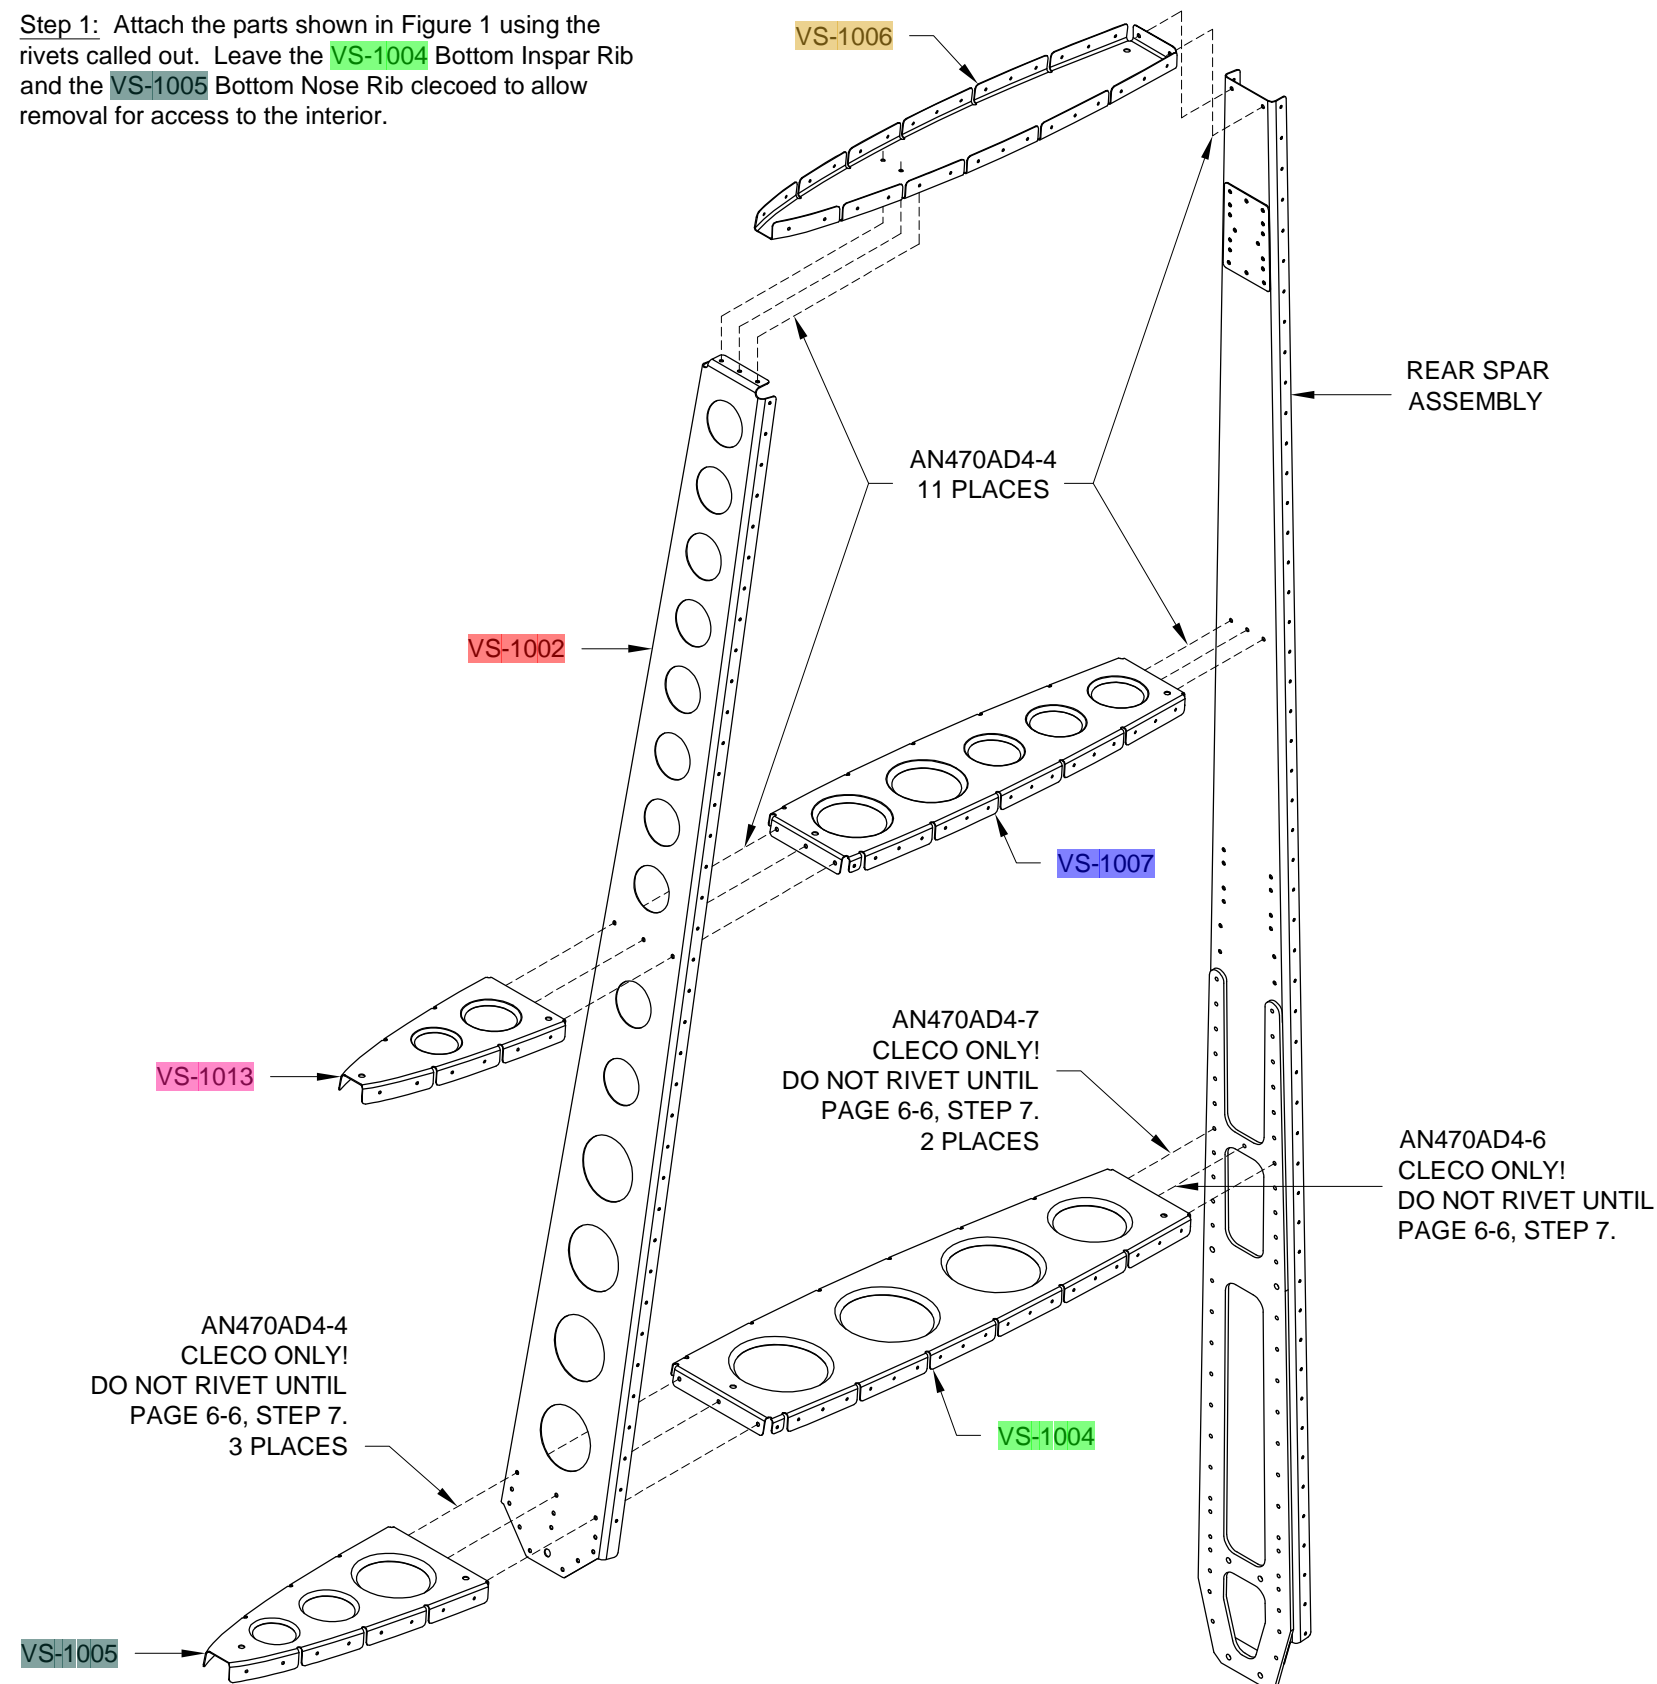 Step 1: Attach the parts shown in Figure 1 using the
rivets called out. Leave the VS-1004 Bottom Inspar Rib
and the VS-1005 Bottom Nose Rib clecoed to allow
removal for access to the interior.
VS-1006
REAR SPAR
ASSEMBLY
AN470AD4-4
11 PLACES
VS-1002
VS-1007
AN470AD4-7
CLECO ONLY!
DO NOT RIVET UNTIL
PAGE 6-6, STEP 7.
2 PLACES
VS-1013
AN470AD4-6
CLECO ONLY!
DO NOT RIVET UNTIL
PAGE 6-6, STEP 7.
AN470AD4-4
CLECO ONLY!
DO NOT RIVET UNTIL
PAGE 6-6, STEP 7.
3 PLACES
VS-1004
VS-1005